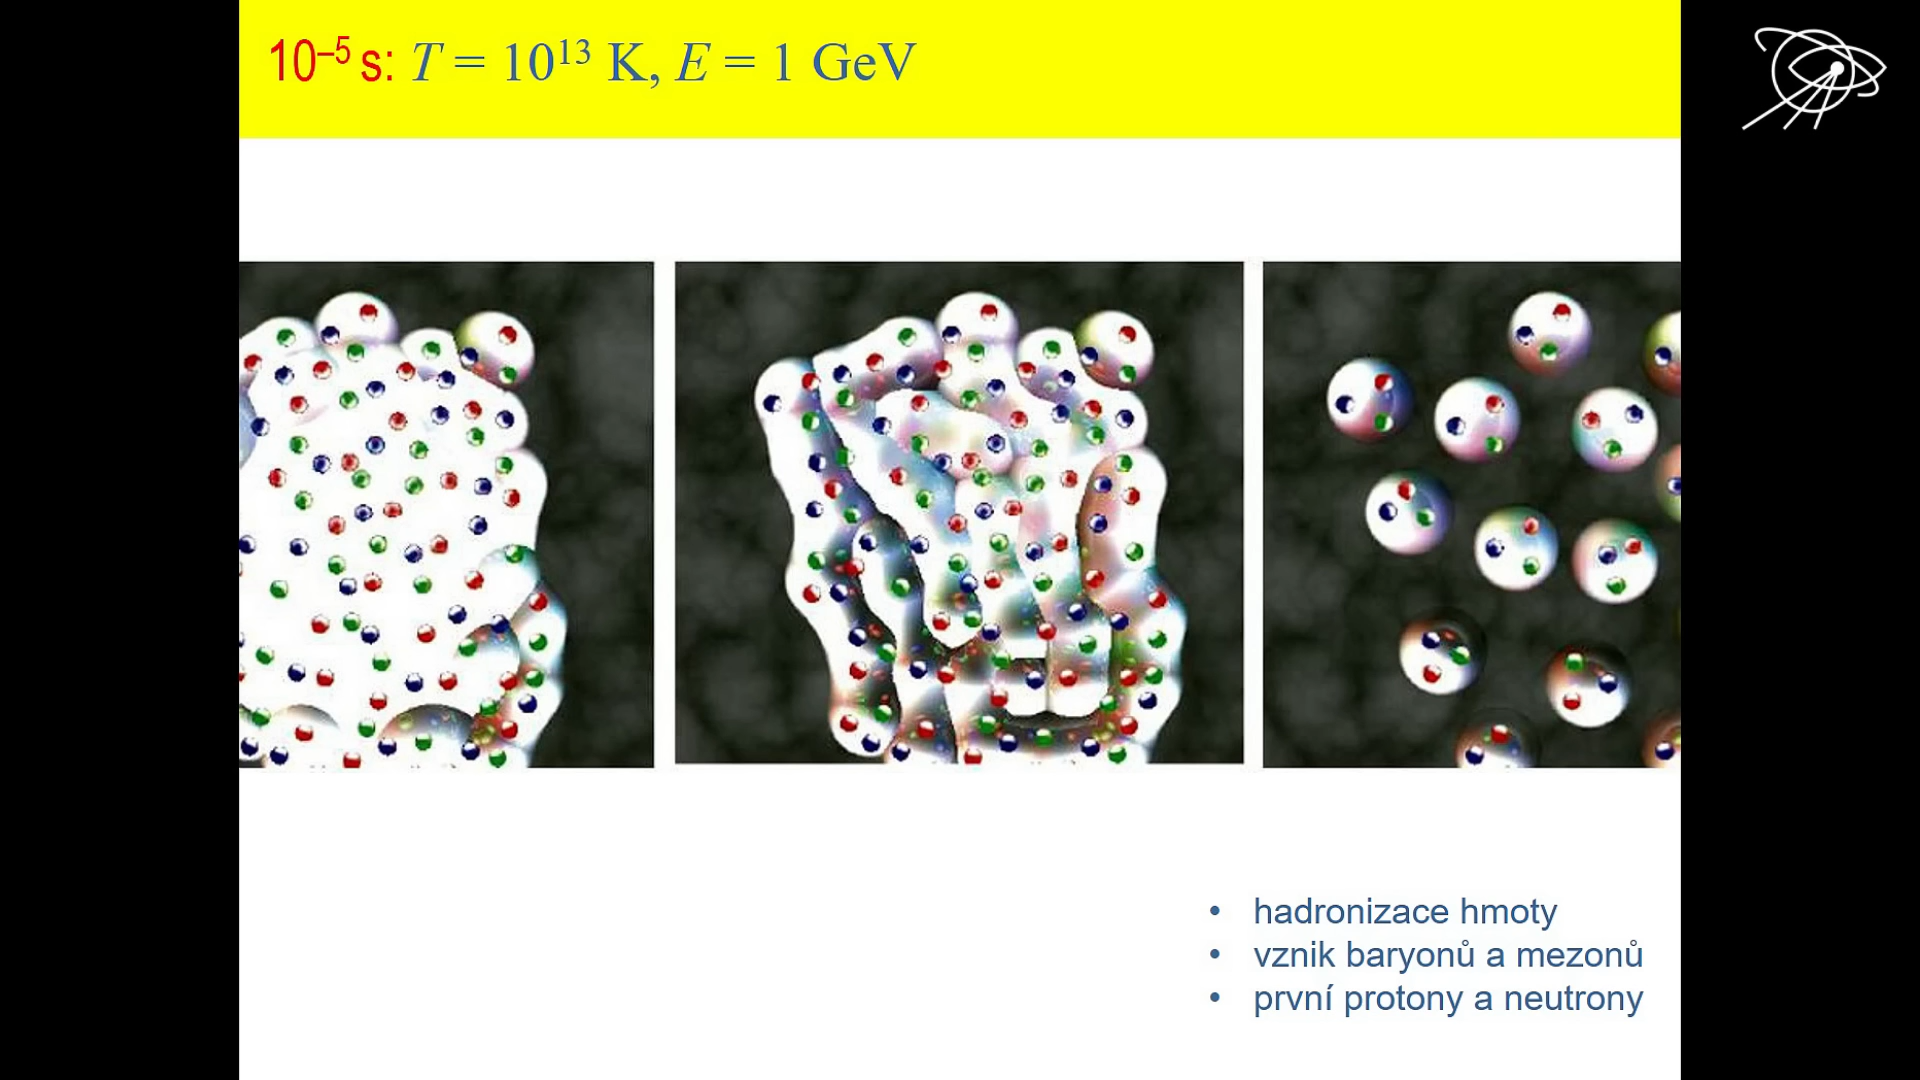 10⁻⁵ s: T = 10¹³ K, E = 1 GeV
• hadronizace hmoty
• vznik baryonů a mezonů
• první protony a neutrony